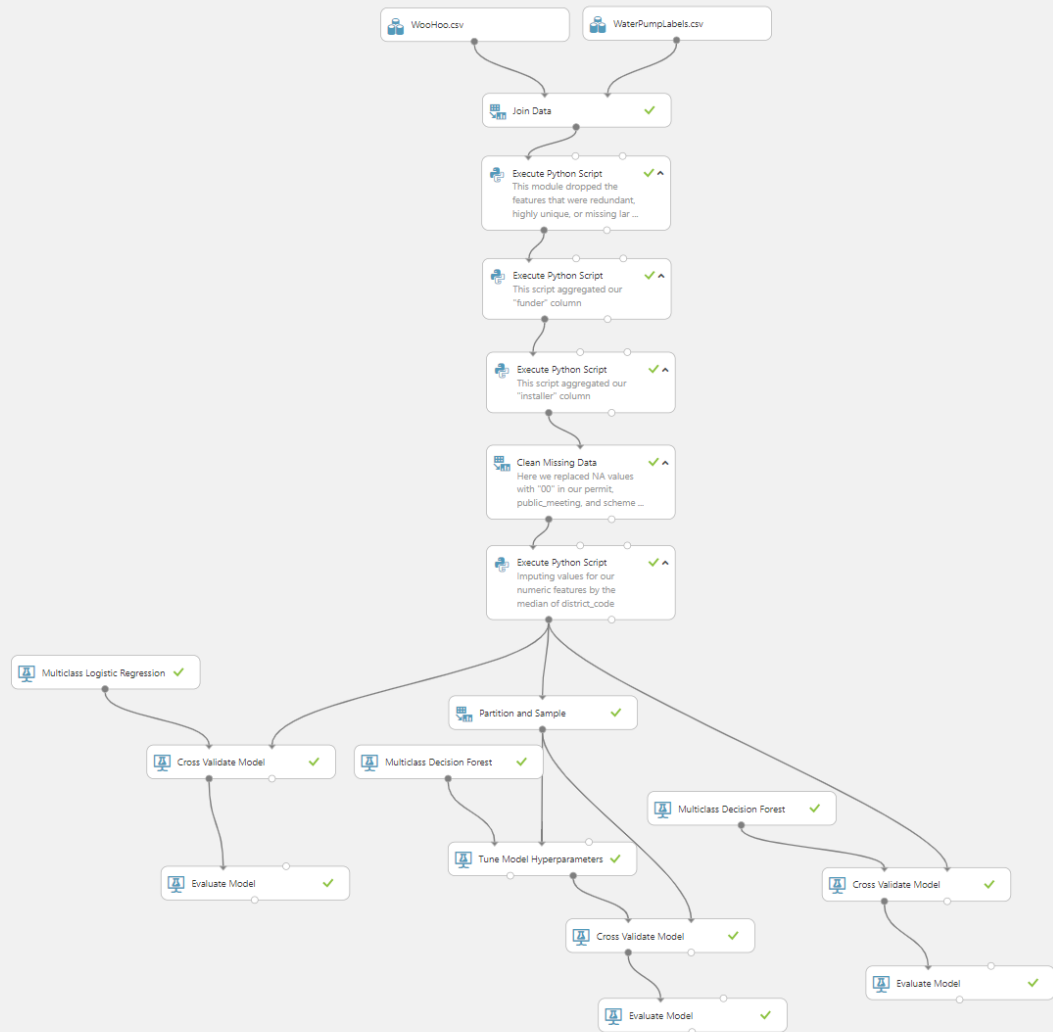 WooHoo.csv
WaterPumpLabels.csv
Join Data
Execute Python Script
This module dropped the
features that were redundant,
highly unique, or missing lar ...
Execute Python Script
This script aggregated our
"funder" column
Execute Python Script
This script aggregated our
"installer" column
Clean Missing Data
Here we replaced NA values
with "00" in our permit,
public_meeting, and scheme ...
Execute Python Script
Imputing values for our
numeric features by the
median of district_code
Multiclass Logistic Regression
Partition and Sample
Cross Validate Model
Multiclass Decision Forest
Multiclass Decision Forest
Tune Model Hyperparameters
Evaluate Model
Cross Validate Model
Cross Validate Model
Evaluate Model
Evaluate Model